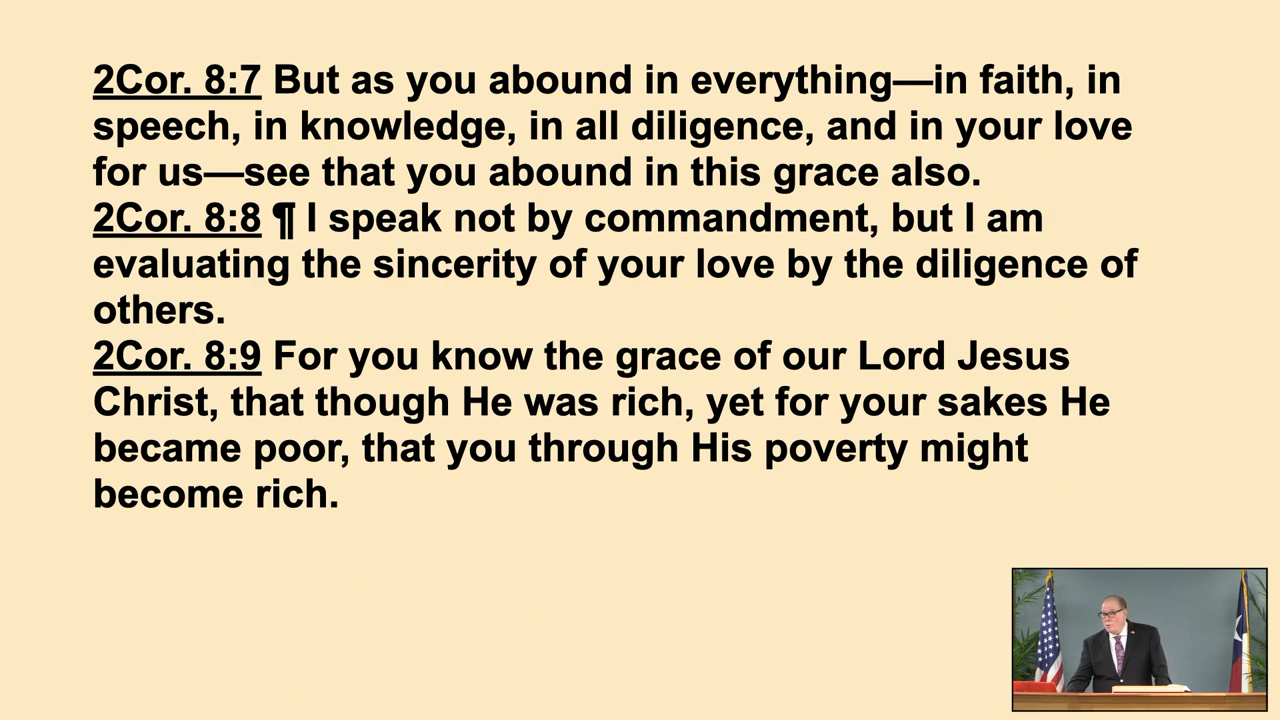 2Cor. 8:7 But as you abound in everything—in faith, in
speech, in knowledge, in all diligence, and in your love
for us—see that you abound in this grace also.
2Cor. 8:8 ¶ I speak not by commandment, but I am
evaluating the sincerity of your love by the diligence of
others.
2Cor. 8:9 For you know the grace of our Lord Jesus
Christ, that though He was rich, yet for your sakes He
became poor, that you through His poverty might
become rich.